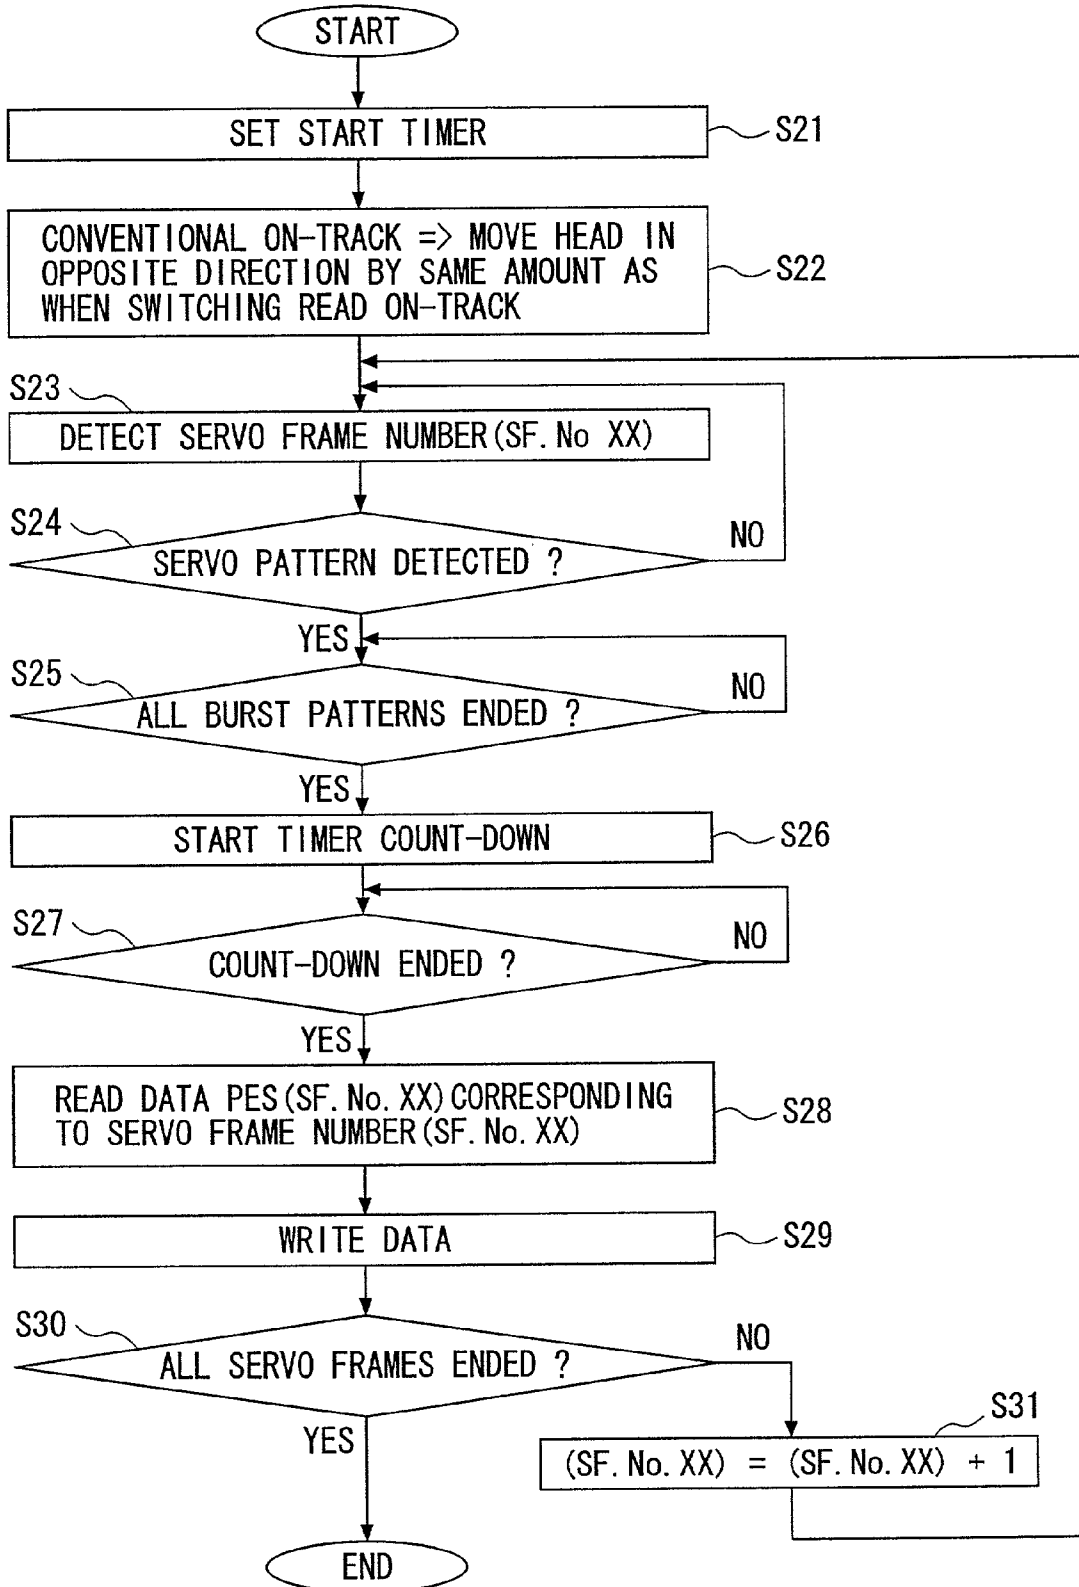 START
SET START TIMER
S21
CONVENTIONAL ON-TRACK => MOVE HEAD IN
OPPOSITE DIRECTION BY SAME AMOUNT AS
WHEN SWITCHING READ ON-TRACK
S22
S23
DETECT SERVO FRAME NUMBER(SF. No XX)
S24
SERVO PATTERN DETECTED ?
NO
YES
S25
ALL BURST PATTERNS ENDED ?
NO
YES
START TIMER COUNT-DOWN
S26
S27
COUNT-DOWN ENDED ?
NO
YES
READ DATA PES(SF. No. XX)CORRESPONDING
TO SERVO FRAME NUMBER(SF. No. XX)
S28
WRITE DATA
S29
S30
ALL SERVO FRAMES ENDED ?
NO
YES
S31
(SF. No. XX) = (SF. No. XX) + 1
END